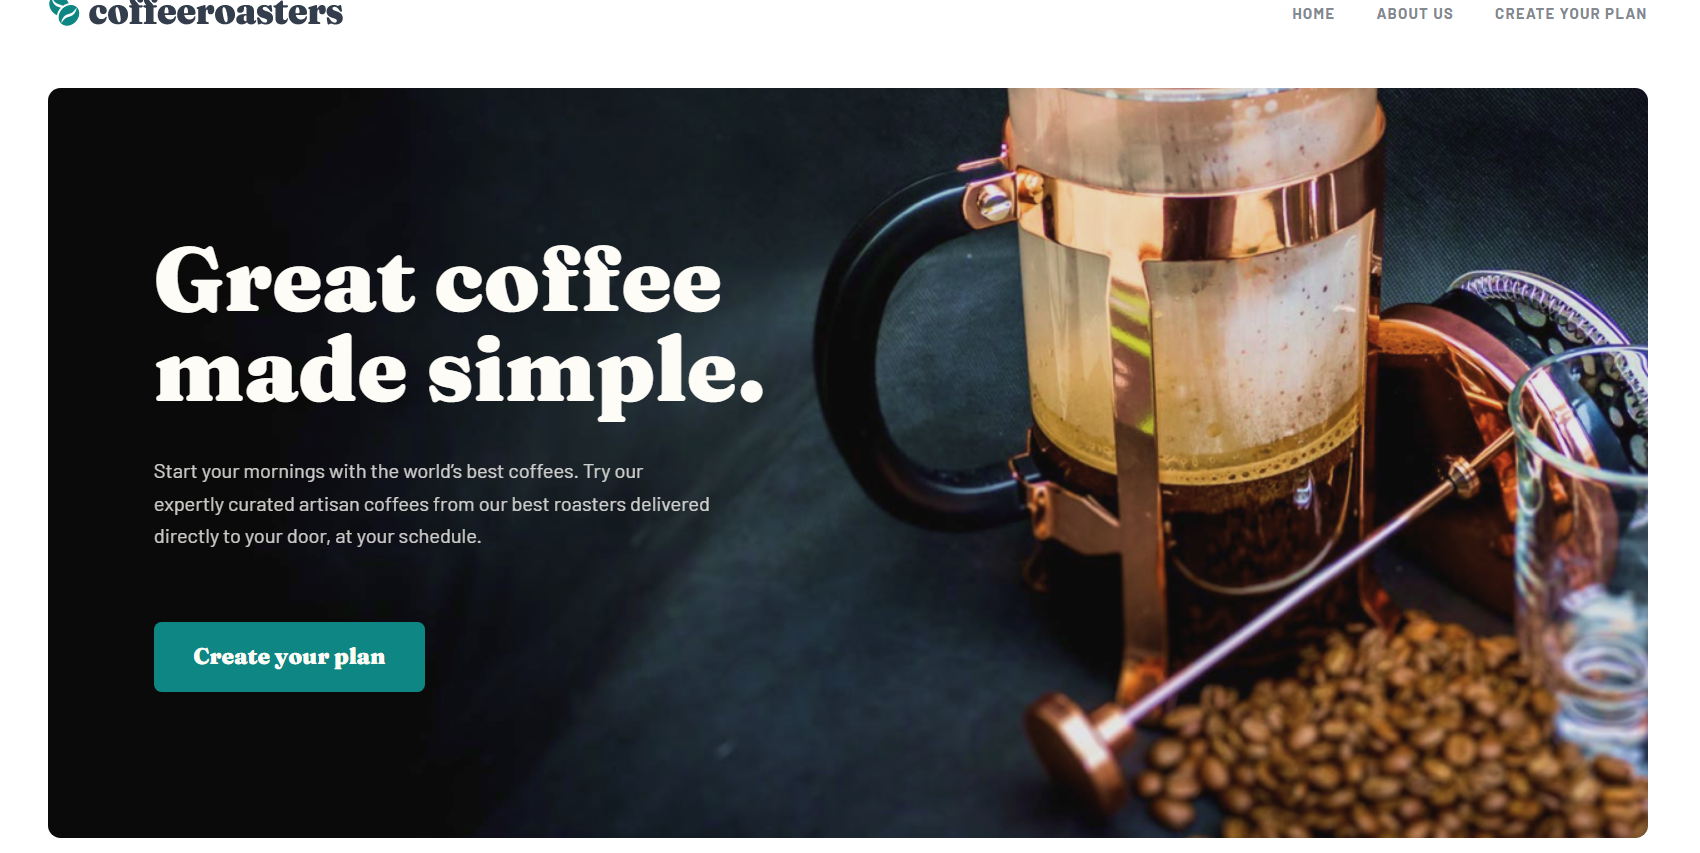 coffeeroasters
HOME ABOUT US CREATE YOUR PLAN
Great coffee
made simple.
Start your mornings with the world’s best coffees. Try our
expertly curated artisan coffees from our best roasters delivered
directly to your door, at your schedule.
Create your plan